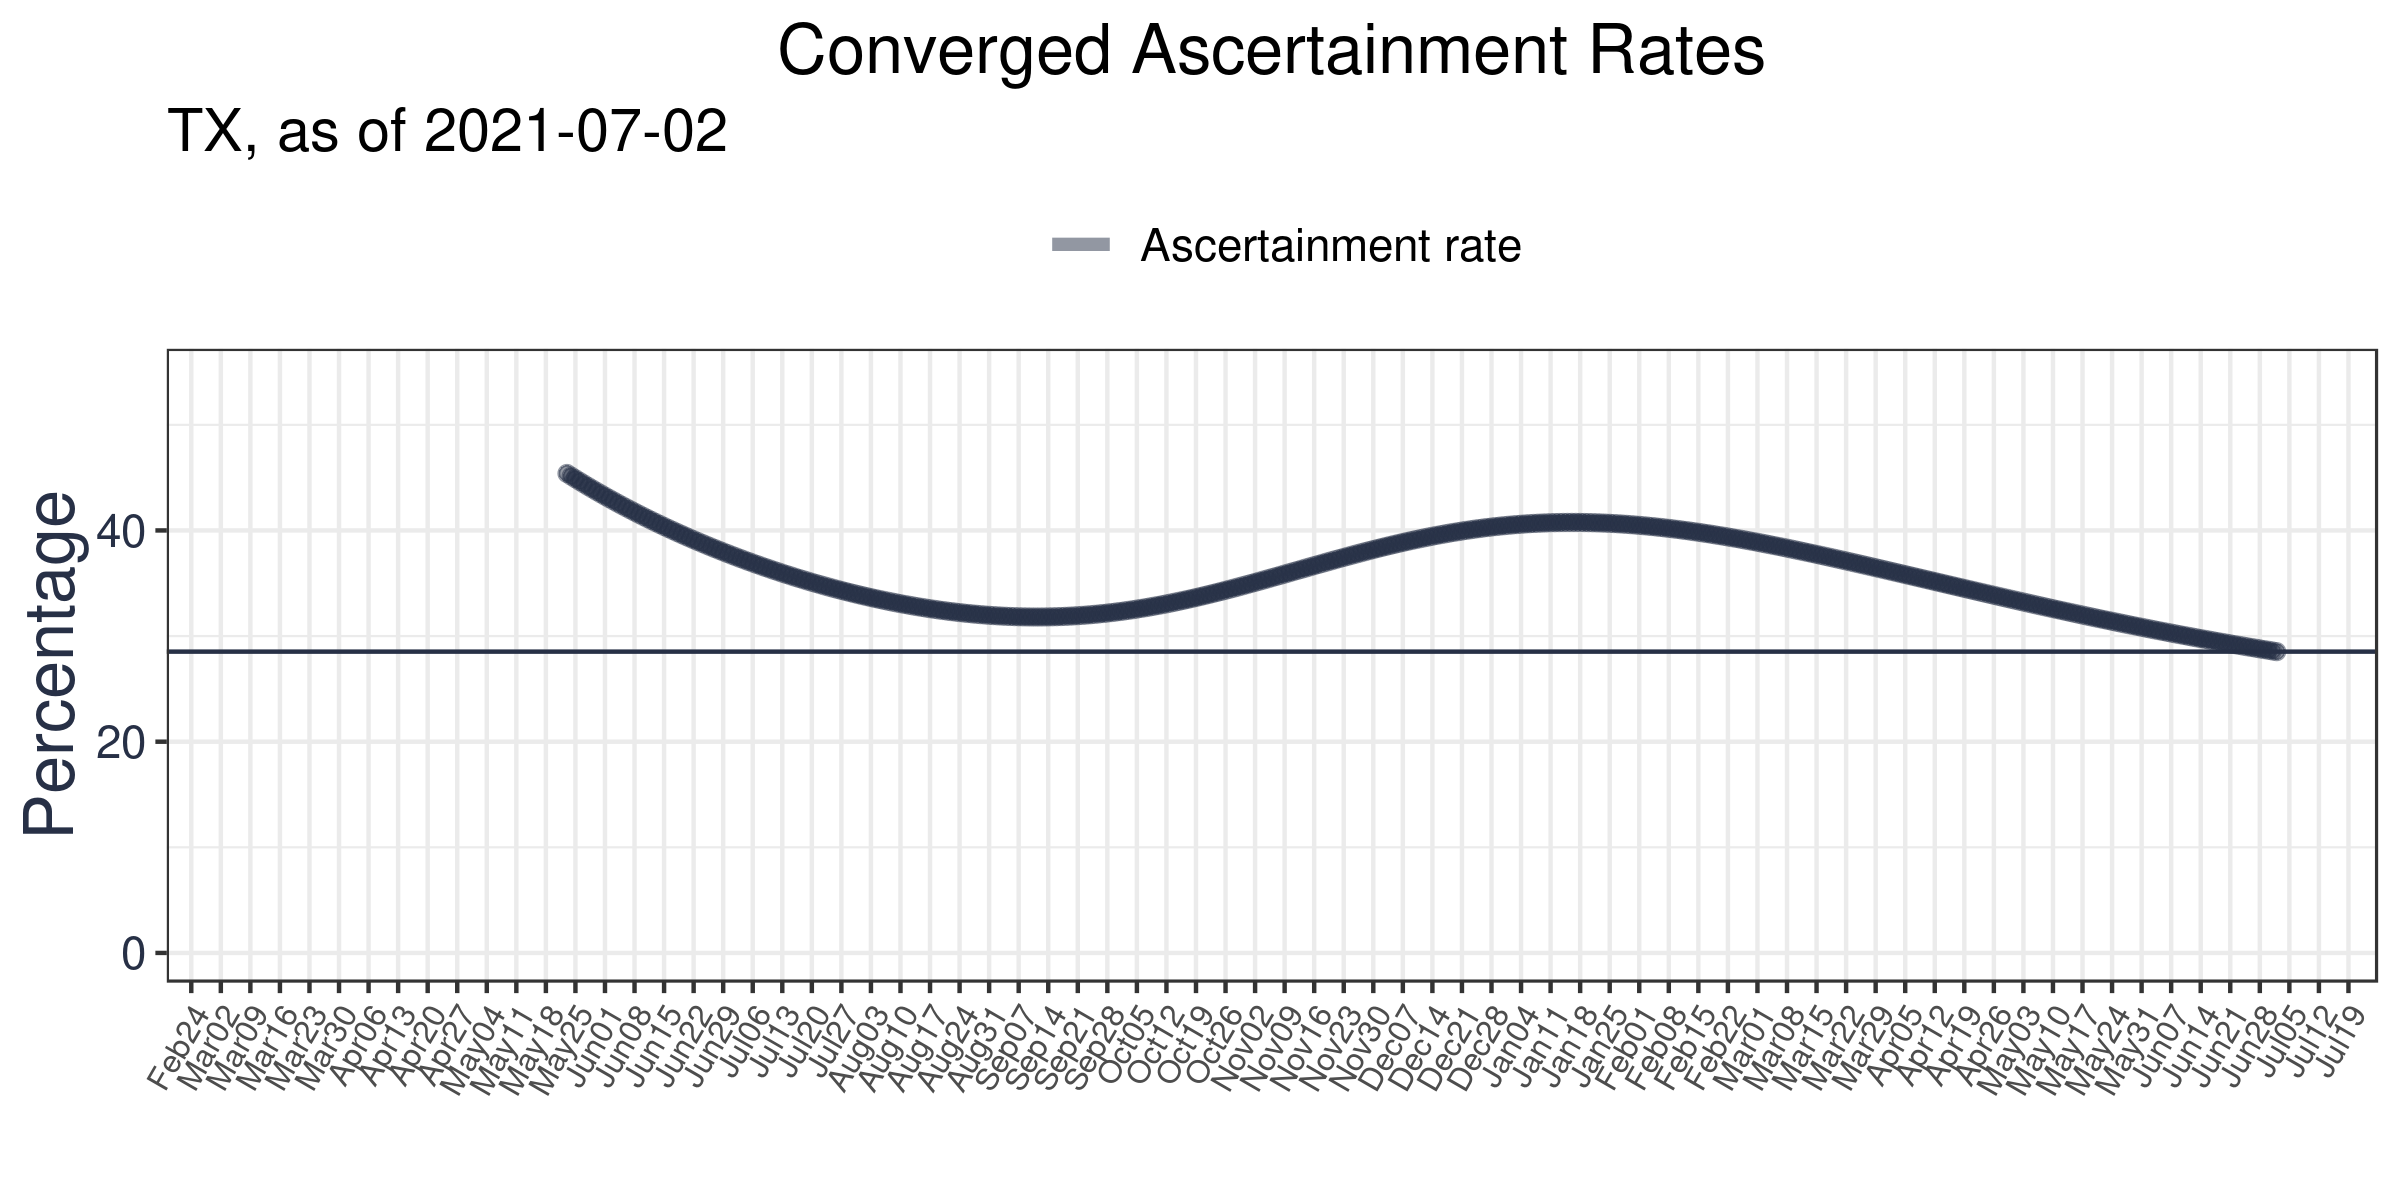 Converged Ascertainment Rates
TX, as of 2021-07-02
Ascertainment rate
Percentage
40
20
0
Feb24
Mar02
Mar09
Mar16
Mar23
Mar30
Apr06
Apr13
Apr20
Apr27
May04
May11
May18
May25
Jun01
Jun08
Jun15
Jun22
Jun29
Jul06
Jul13
Jul20
Jul27
Aug03
Aug10
Aug17
Aug24
Aug31
Sep07
Sep14
Sep21
Sep28
Oct05
Oct12
Oct19
Oct26
Nov02
Nov09
Nov16
Nov23
Nov30
Dec07
Dec14
Dec21
Dec28
Jan04
Jan11
Jan18
Jan25
Feb01
Feb08
Feb15
Feb22
Mar01
Mar08
Mar15
Mar22
Mar29
Apr05
Apr12
Apr19
Apr26
May03
May10
May17
May24
May31
Jun07
Jun14
Jun21
Jun28
Jul05
Jul12
Jul19